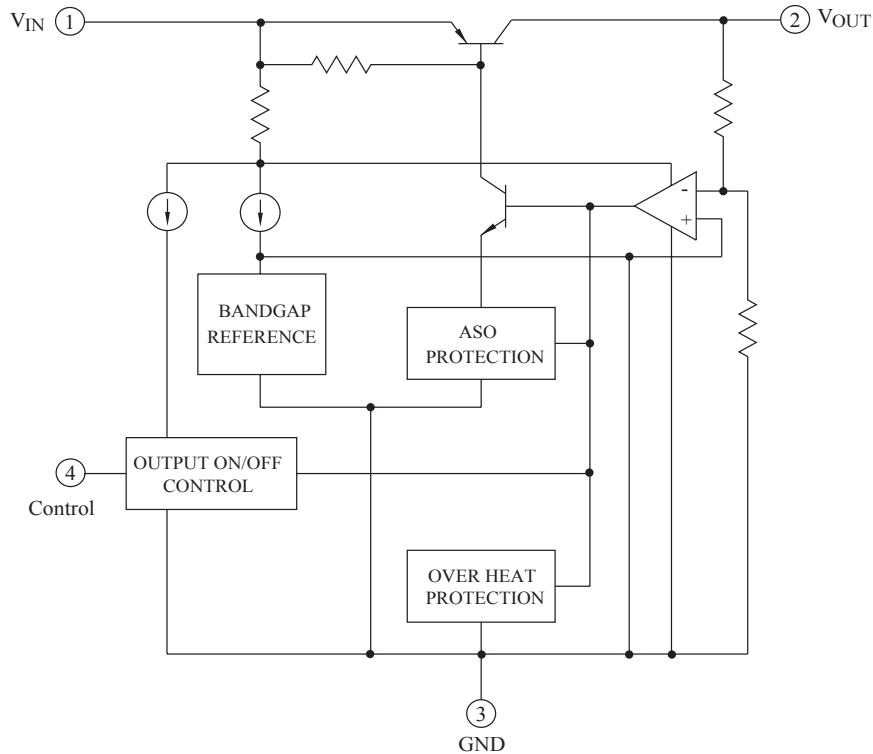 VIN 1
2 VOUT
-
+
BANDGAP
REFERENCE
ASO
PROTECTION
4
Control
OUTPUT ON/OFF
CONTROL
OVER HEAT
PROTECTION
3
GND